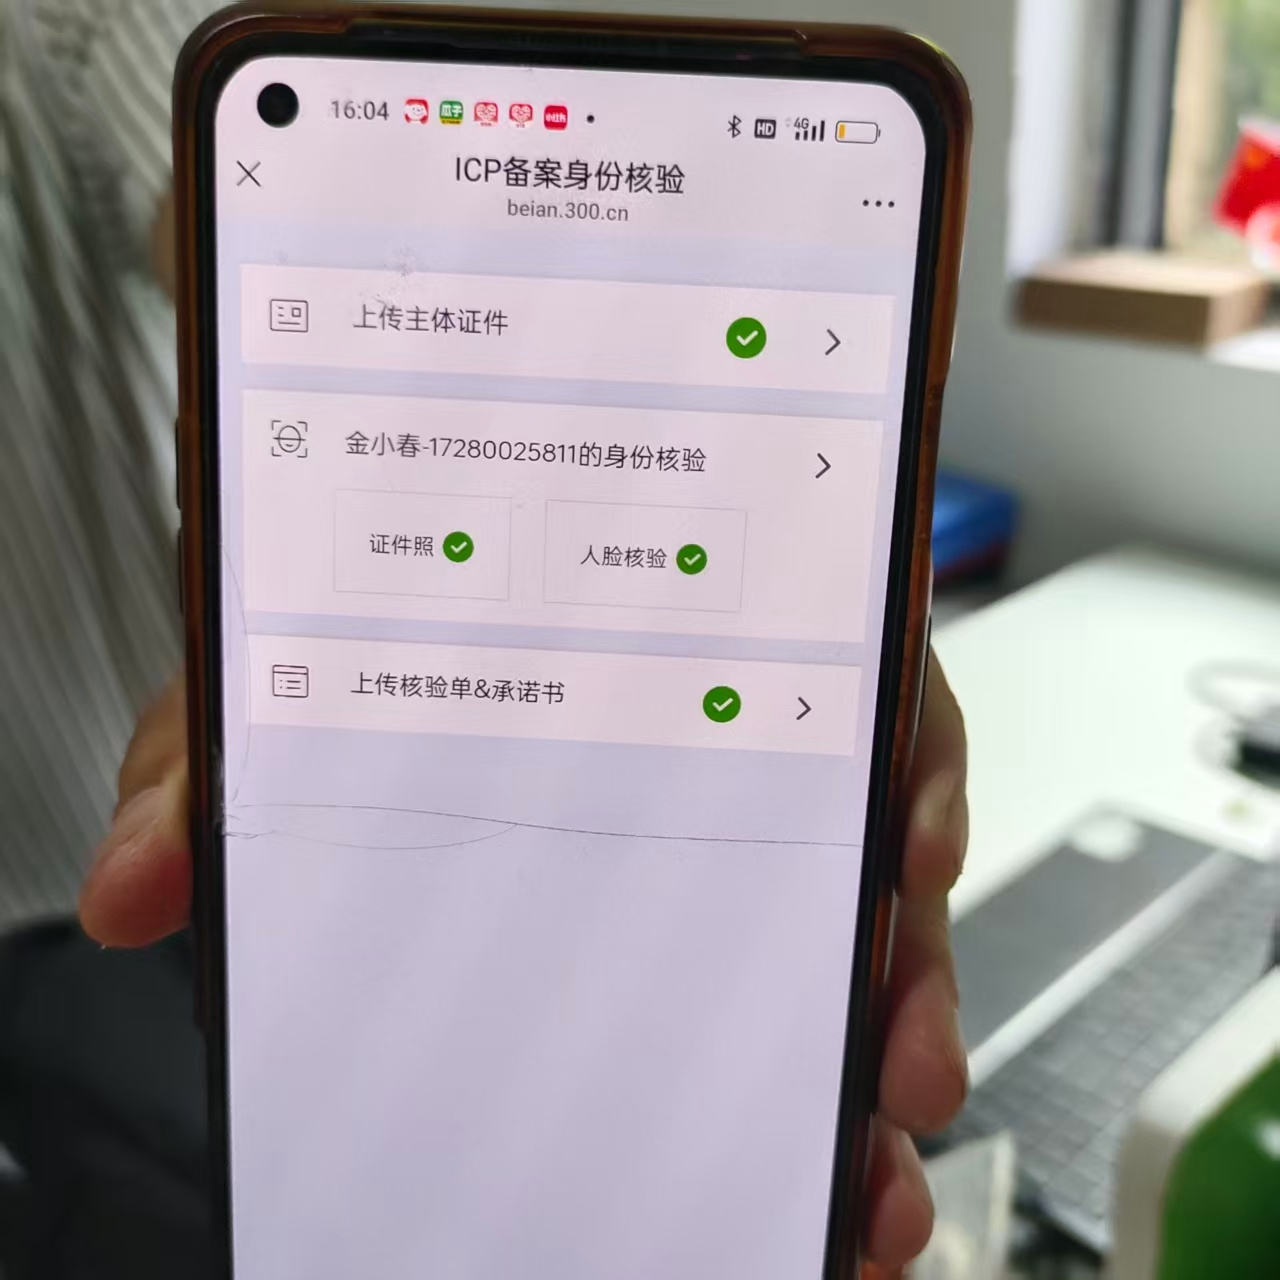 16:04
瓜子
小红书
HD
4G
ICP备案身份核验
beian.300.cn
上传主体证件
金小春-17280025811的身份核验
证件照
人脸核验
上传核验单&承诺书